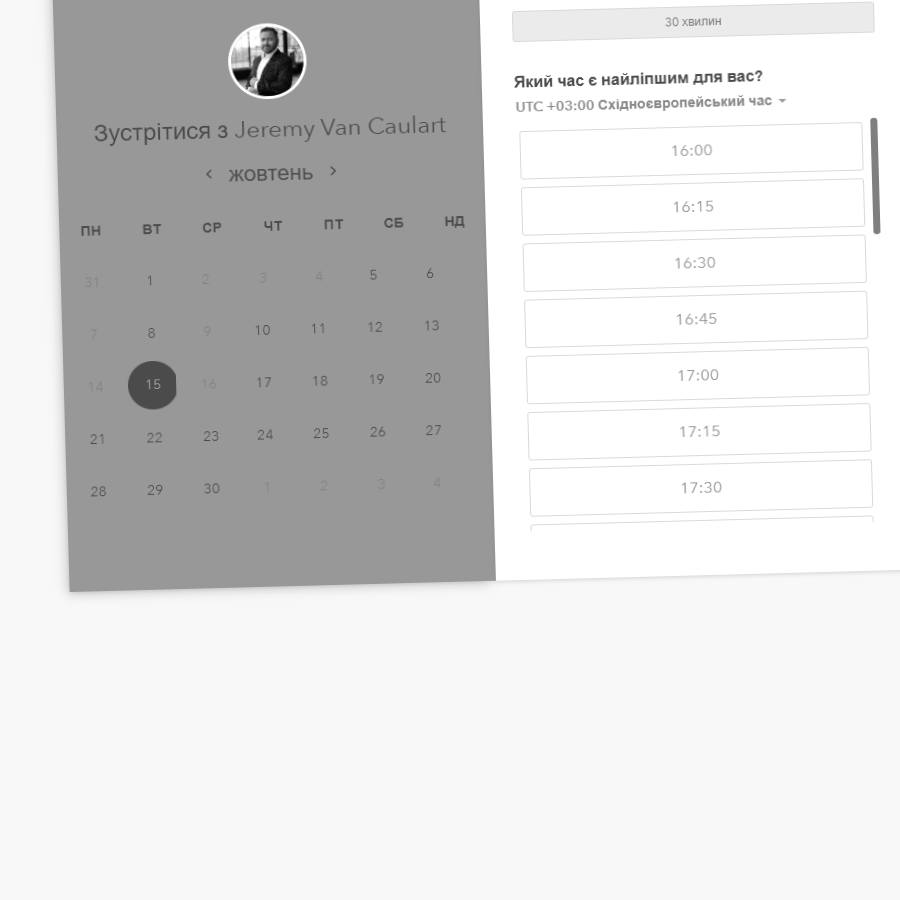 Зустрітися з Jeremy Van Caulart
‹ жовтень ›
ПН ВТ СР ЧТ ПТ СБ НД
31 1 2 3 4 5 6
7 8 9 10 11 12 13
14 15 16 17 18 19 20
21 22 23 24 25 26 27
28 29 30 1 2 3 4
30 хвилин
Який час є найліпшим для вас?
UTC +03:00 Східноєвропейський час
16:00
16:15
16:30
16:45
17:00
17:15
17:30